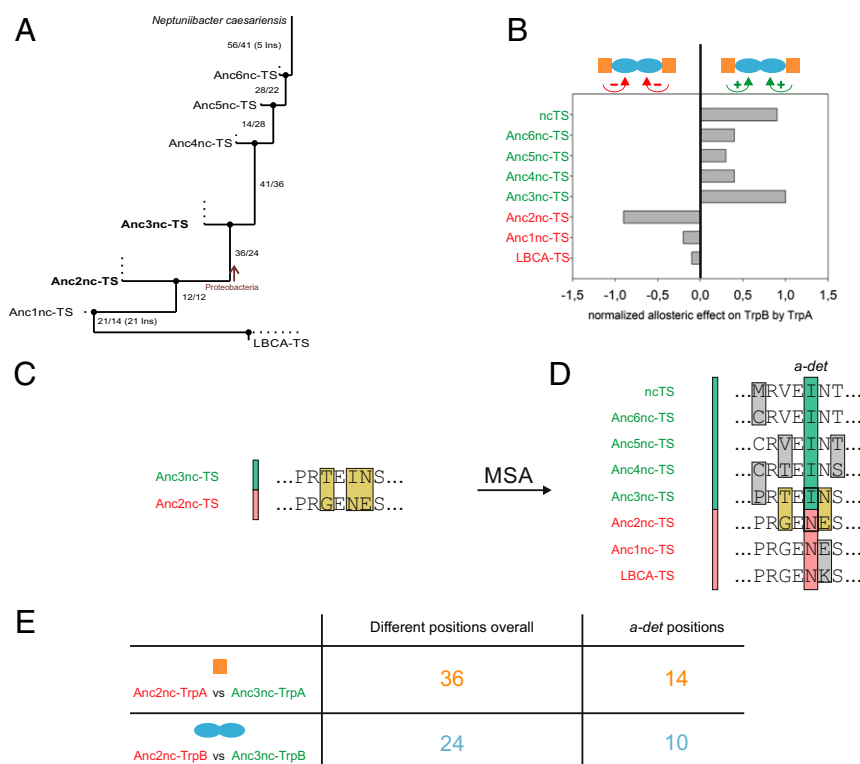 A
Neptuniibacter caesariensis
56/41 (5 Ins)
Anc6nc-TS
28/22
Anc5nc-TS
14/28
Anc4nc-TS
41/36
Anc3nc-TS
36/24
Anc2nc-TS
Proteobacteria
12/12
Anc1nc-TS
21/14 (21 Ins)
LBCA-TS
B
− −
+ +
ncTS
Anc6nc-TS
Anc5nc-TS
Anc4nc-TS
Anc3nc-TS
Anc2nc-TS
Anc1nc-TS
LBCA-TS
-1,5 -1,0 -0,5 0,0 0,5 1,0 1,5
normalized allosteric effect on TrpB by TrpA
C
Anc3nc-TS ...PRTEINS...
Anc2nc-TS ...PRGENES...
MSA
D
a-det
ncTS ...MRVEINT...
Anc6nc-TS ...CRVEINT...
Anc5nc-TS ...CRVEINT...
Anc4nc-TS ...CRTEINS...
Anc3nc-TS ...PRTEINS...
Anc2nc-TS ...PRGENES...
Anc1nc-TS ...PRGENES...
LBCA-TS ...PRGENKS...
E
Different positions overall a-det positions
Anc2nc-TrpA vs Anc3nc-TrpA 36 14
Anc2nc-TrpB vs Anc3nc-TrpB 24 10